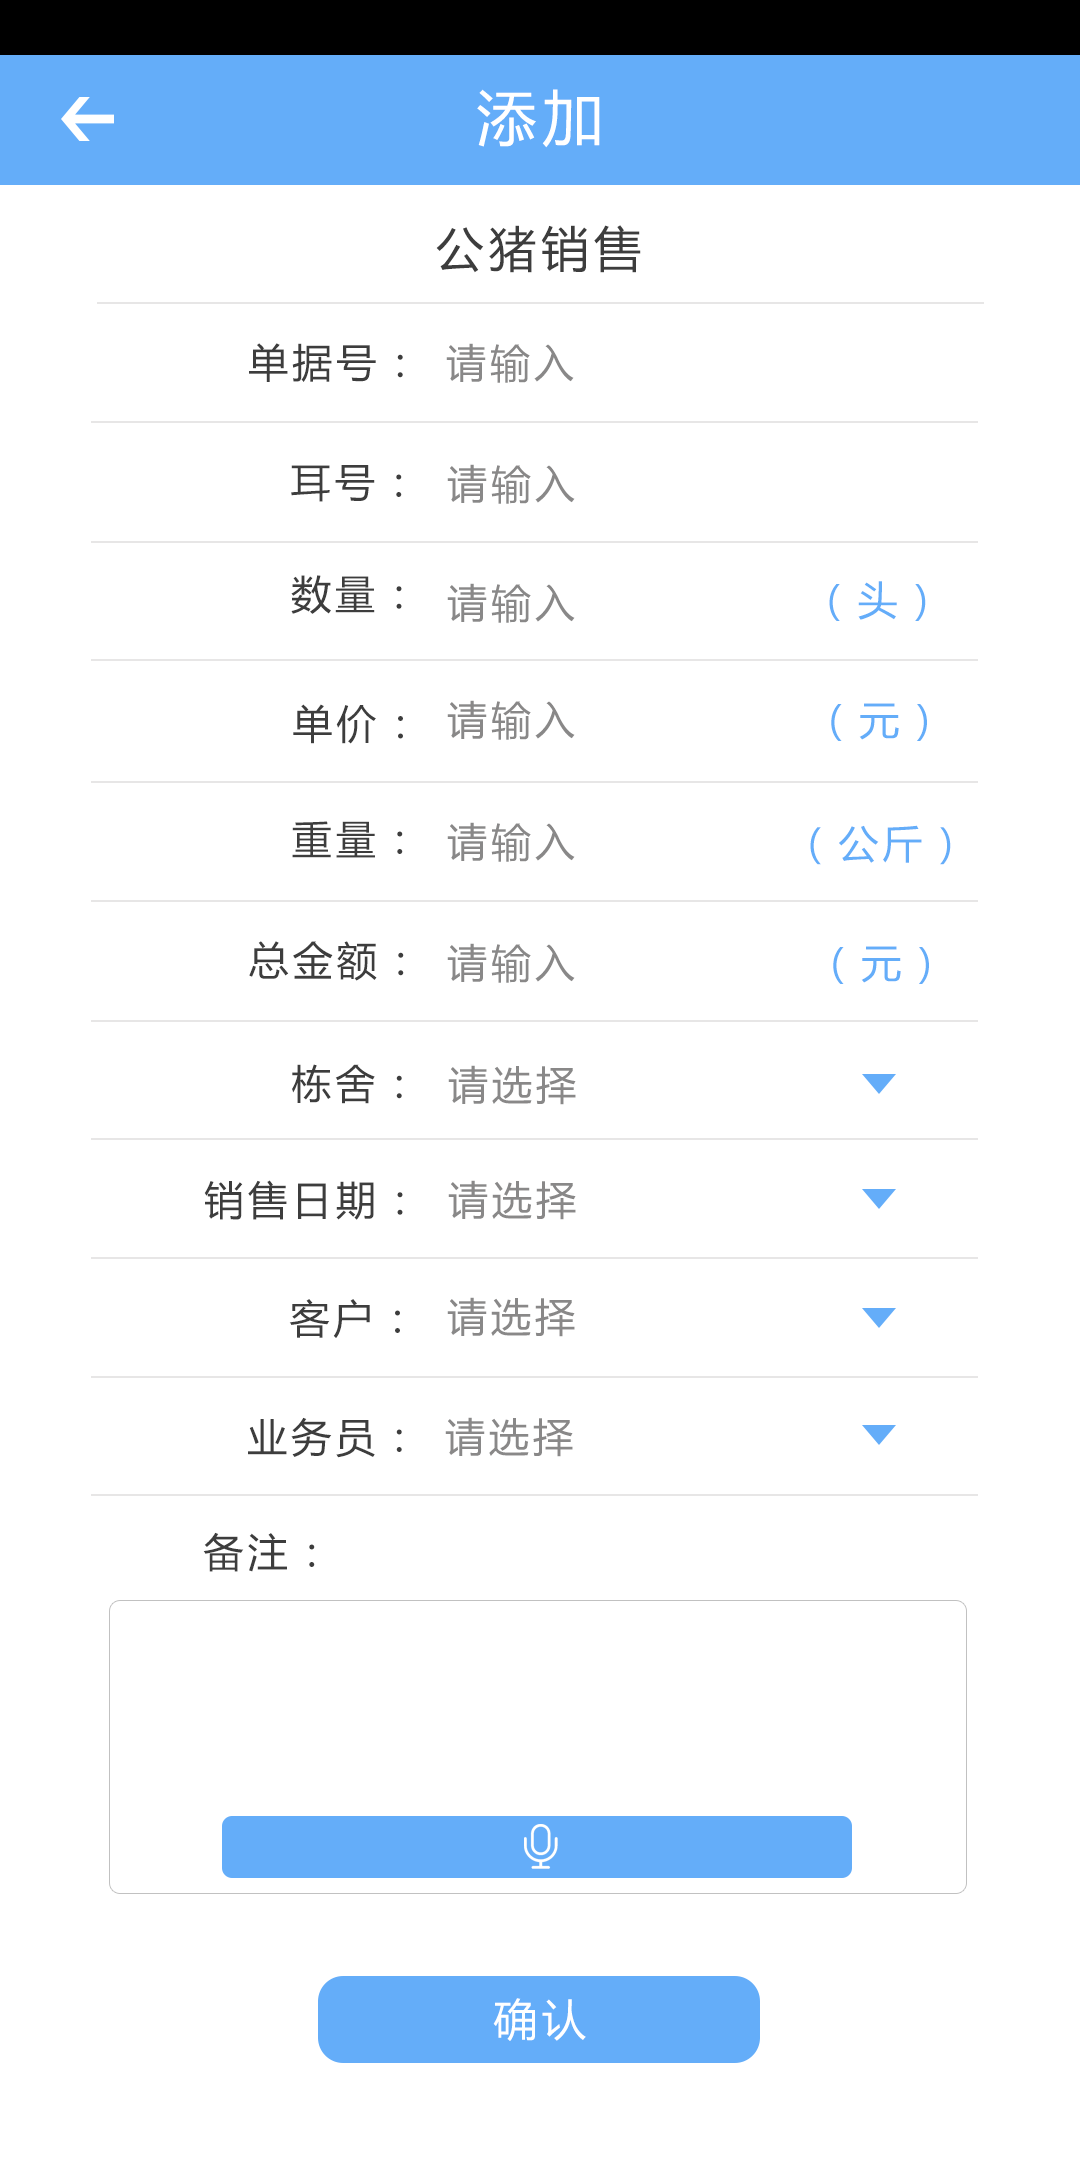 添加
公猪销售
单据号： 请输入
耳号： 请输入
数量： 请输入 （头）
单价： 请输入 （元）
重量： 请输入 （公斤）
总金额： 请输入 （元）
栋舍： 请选择
销售日期： 请选择
客户： 请选择
业务员： 请选择
备注：
确认